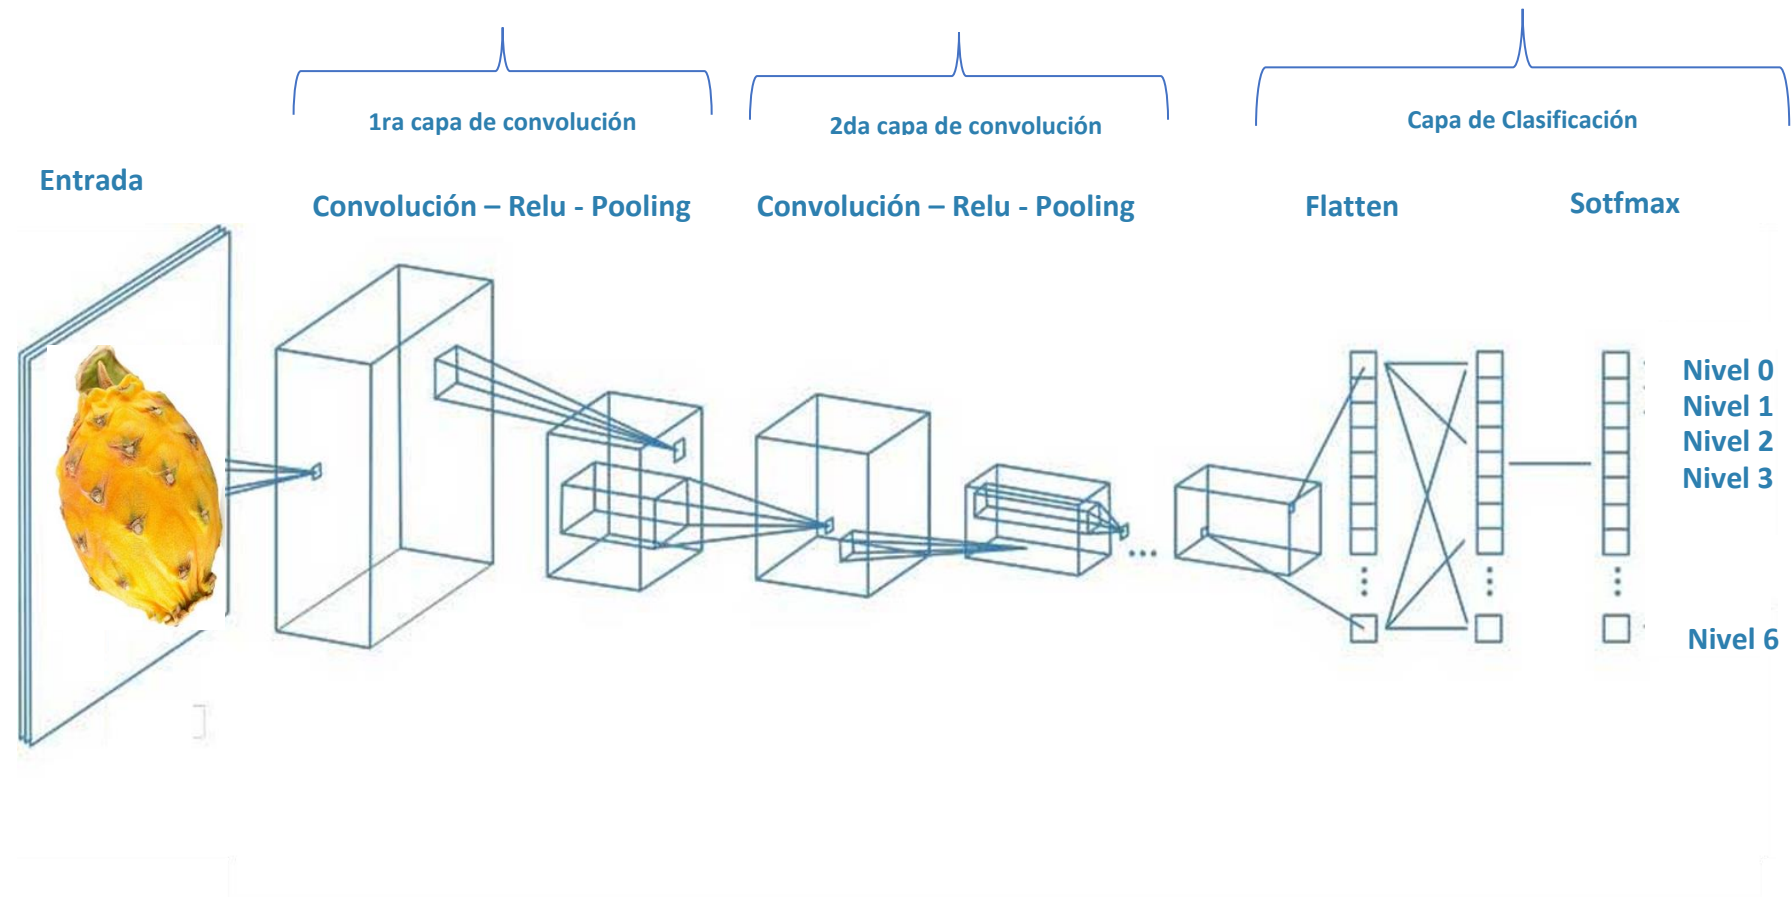 1ra capa de convolución
2da capa de convolución
Capa de Clasificación
Entrada
Convolución – Relu - Pooling
Convolución – Relu - Pooling
Flatten
Sotfmax
Nivel 0
Nivel 1
Nivel 2
Nivel 3
Nivel 6